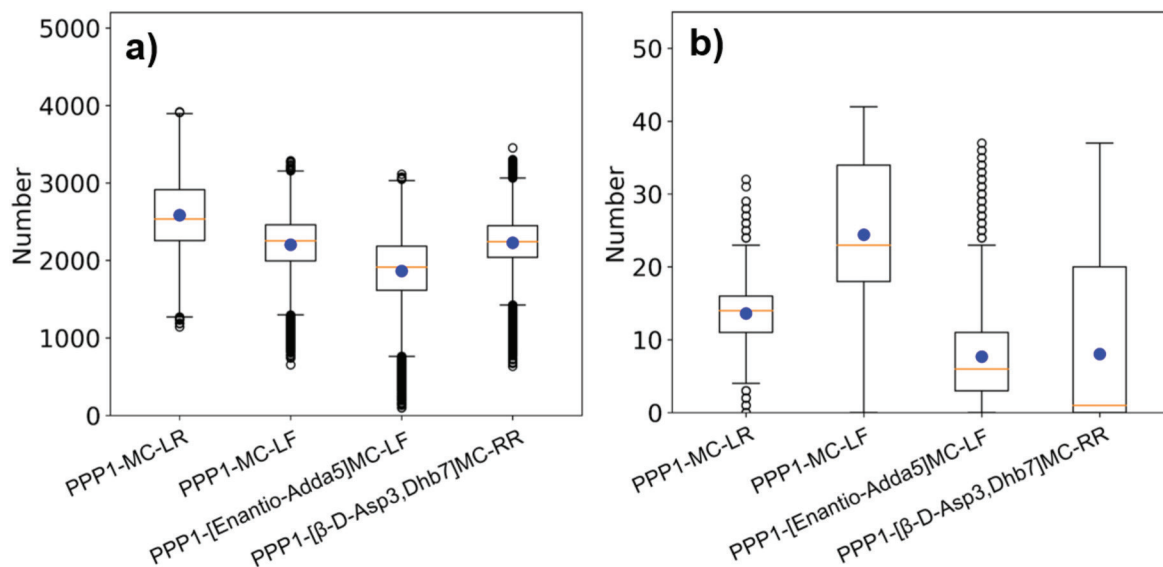 a)
5000
4000
3000
2000
1000
0
Number
PPP1-MC-LR
PPP1-MC-LF
PPP1-[Enantio-Adda5]MC-LF
PPP1-[β-D-Asp3,Dhb7]MC-RR
b)
50
40
30
20
10
0
Number
PPP1-MC-LR
PPP1-MC-LF
PPP1-[Enantio-Adda5]MC-LF
PPP1-[β-D-Asp3,Dhb7]MC-RR